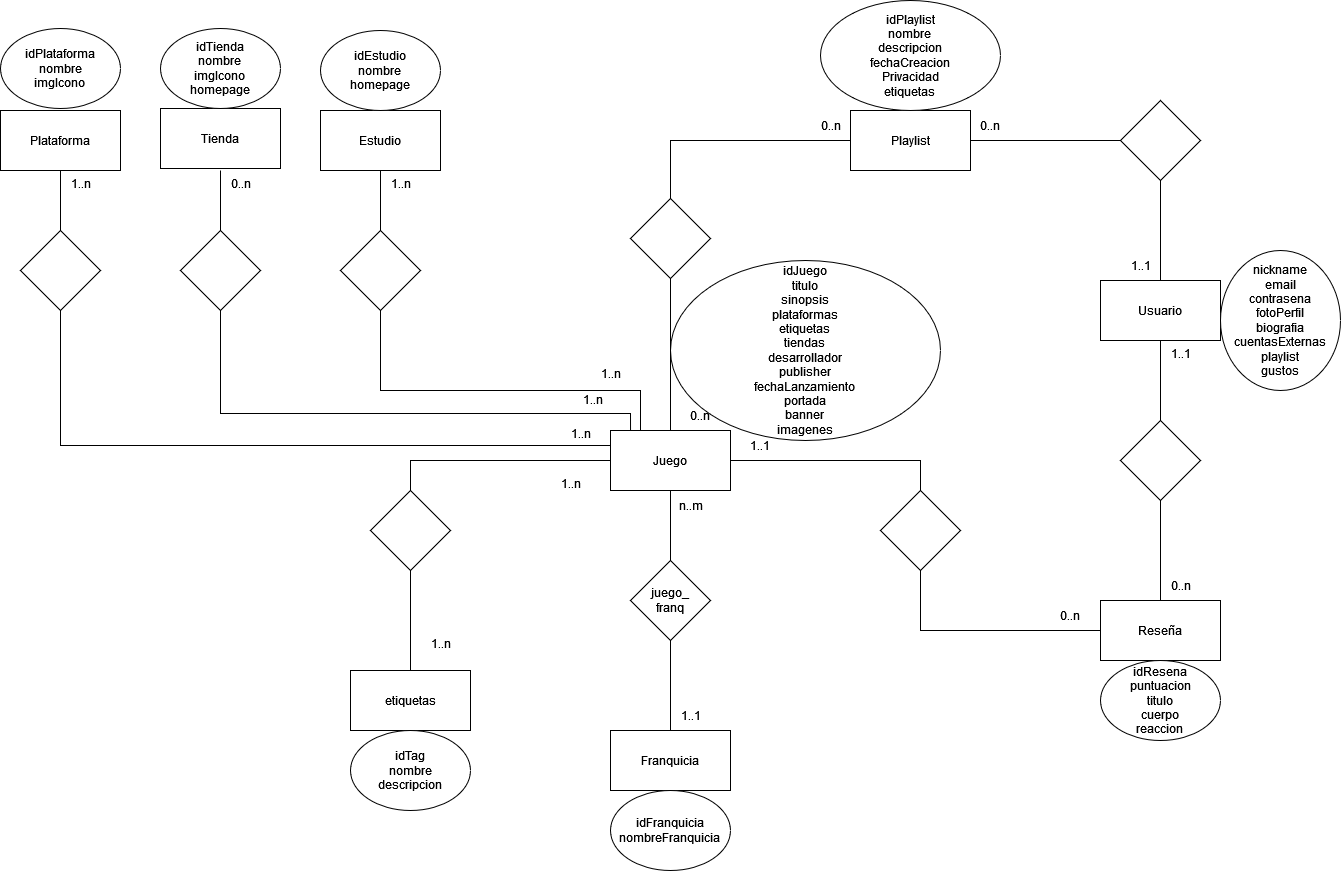 idPlataforma
nombre
imgIcono
Plataforma
1..n
idTienda
nombre
imgIcono
homepage
Tienda
0..n
idEstudio
nombre
homepage
Estudio
1..n
idPlaylist
nombre
descripcion
fechaCreacion
Privacidad
etiquetas
0..n
Playlist
0..n
1..1
Usuario
1..1
nickname
email
contrasena
fotoPerfil
biografia
cuentasExternas
playlist
gustos
idJuego
titulo
sinopsis
plataformas
etiquetas
tiendas
desarrollador
publisher
fechaLanzamiento
portada
banner
imagenes
1..n
1..n
0..n
1..n
Juego
1..1
1..n
n..m
juego_
franq
1..n
etiquetas
idTag
nombre
descripcion
1..1
Franquicia
idFranquicia
nombreFranquicia
0..n
0..n
Reseña
idResena
puntuacion
titulo
cuerpo
reaccion